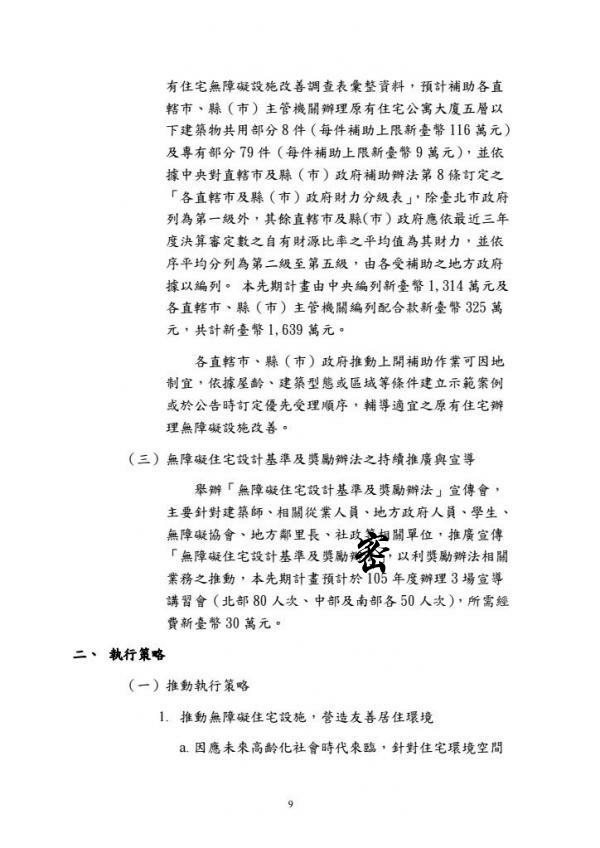 有住宅無障礙設施改善調查表彙整資料，預計補助各直
轄市、縣（市）主管機關辦理原有住宅公寓大廈五層以
下建築物共用部分 8 件（每件補助上限新臺幣 116 萬元）
及專有部分 79 件（每件補助上限新臺幣 9 萬元），並依
據中央對直轄市及縣（市）政府補助辦法第 8 條訂定之
「各直轄市及縣（市）政府財力分級表」，除臺北市政府
列為第一級外，其餘直轄市及縣(市）政府應依最近三年
度決算審定數之自有財源比率之平均值為其財力，並依
序平均分列為第二級至第五級，由各受補助之地方政府
據以編列。 本先期計畫由中央編列新臺幣 1,314 萬元及
各直轄市、縣（市）主管機關編列配合款新臺幣 325 萬
元，共計新臺幣 1,639 萬元。
各直轄市、縣（市）政府推動上開補助作業可因地
制宜，依據屋齡、建築型態或區域等條件建立示範案例
或於公告時訂定優先受理順序，輔導適宜之原有住宅辦
理無障礙設施改善。
（三）無障礙住宅設計基準及獎勵辦法之持續推廣與宣導
舉辦「無障礙住宅設計基準及獎勵辦法」宣傳會，
主要針對建築師、相關從業人員、地方政府人員、學生、
無障礙協會、地方鄰里長、社政等相關單位，推廣宣傳
「無障礙住宅設計基準及獎勵辦，以利獎勵辦法相關
密
業務之推動，本先期計畫預計於 105 年度辦理 3 場宣導
講習會（北部 80 人次、中部及南部各 50 人次），所需經
費新臺幣 30 萬元。
二、 執行策略
（一）推動執行策略
1. 推動無障礙住宅設施，營造友善居住環境
a. 因應未來高齡化社會時代來臨，針對住宅環境空間
9